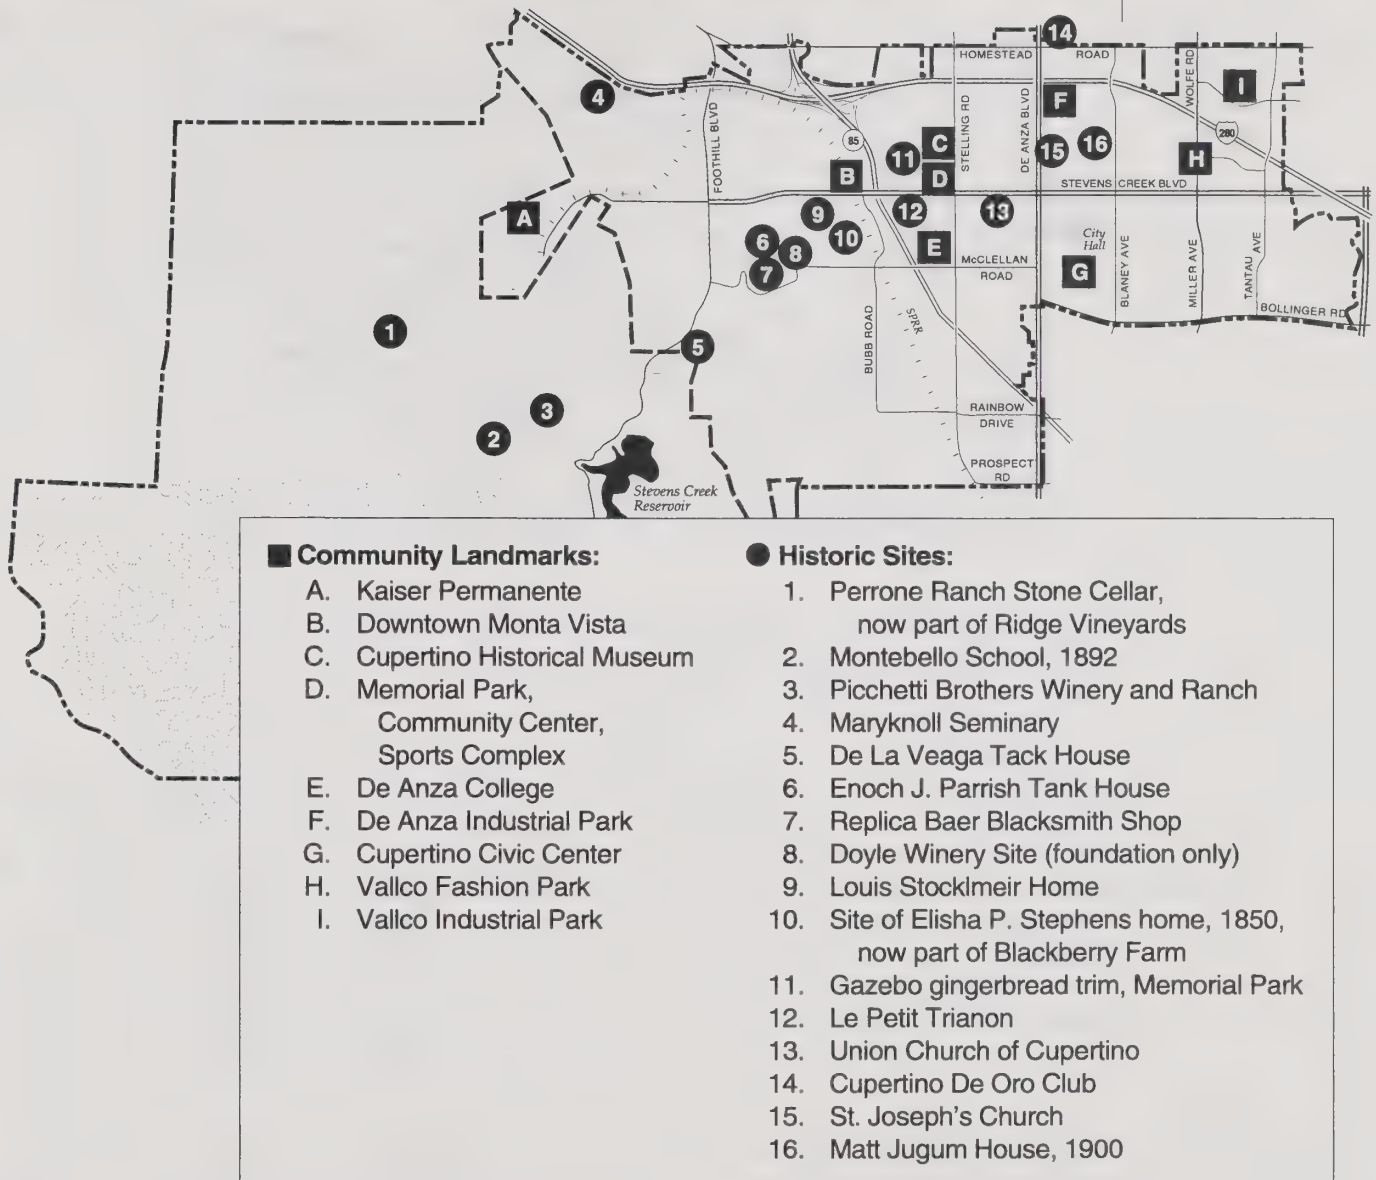 14
HOMESTEAD ROAD
WOLFE RD
I
4
F
STELLING RD
DE ANZA BLVD
FOOTHILL BLVD
85
280
C
11
15
16
H
B
D
STEVENS CREEK BLVD
A
9
12
13
6
10
8
E
City
Hall
7
McCLELLAN
ROAD
G
BLANEY AVE
MILLER AVE
TANTAU AVE
BOLLINGER RD
1
SPRR
BUBB ROAD
5
3
2
RAINBOW
DRIVE
PROSPECT
RD
Stevens Creek
Reservoir
Community Landmarks:
A. Kaiser Permanente
B. Downtown Monta Vista
C. Cupertino Historical Museum
D. Memorial Park,
Community Center,
Sports Complex
E. De Anza College
F. De Anza Industrial Park
G. Cupertino Civic Center
H. Vallco Fashion Park
I. Vallco Industrial Park
Historic Sites:
1. Perrone Ranch Stone Cellar,
now part of Ridge Vineyards
2. Montebello School, 1892
3. Picchetti Brothers Winery and Ranch
4. Maryknoll Seminary
5. De La Veaga Tack House
6. Enoch J. Parrish Tank House
7. Replica Baer Blacksmith Shop
8. Doyle Winery Site (foundation only)
9. Louis Stocklmeir Home
10. Site of Elisha P. Stephens home, 1850,
now part of Blackberry Farm
11. Gazebo gingerbread trim, Memorial Park
12. Le Petit Trianon
13. Union Church of Cupertino
14. Cupertino De Oro Club
15. St. Joseph's Church
16. Matt Jugum House, 1900